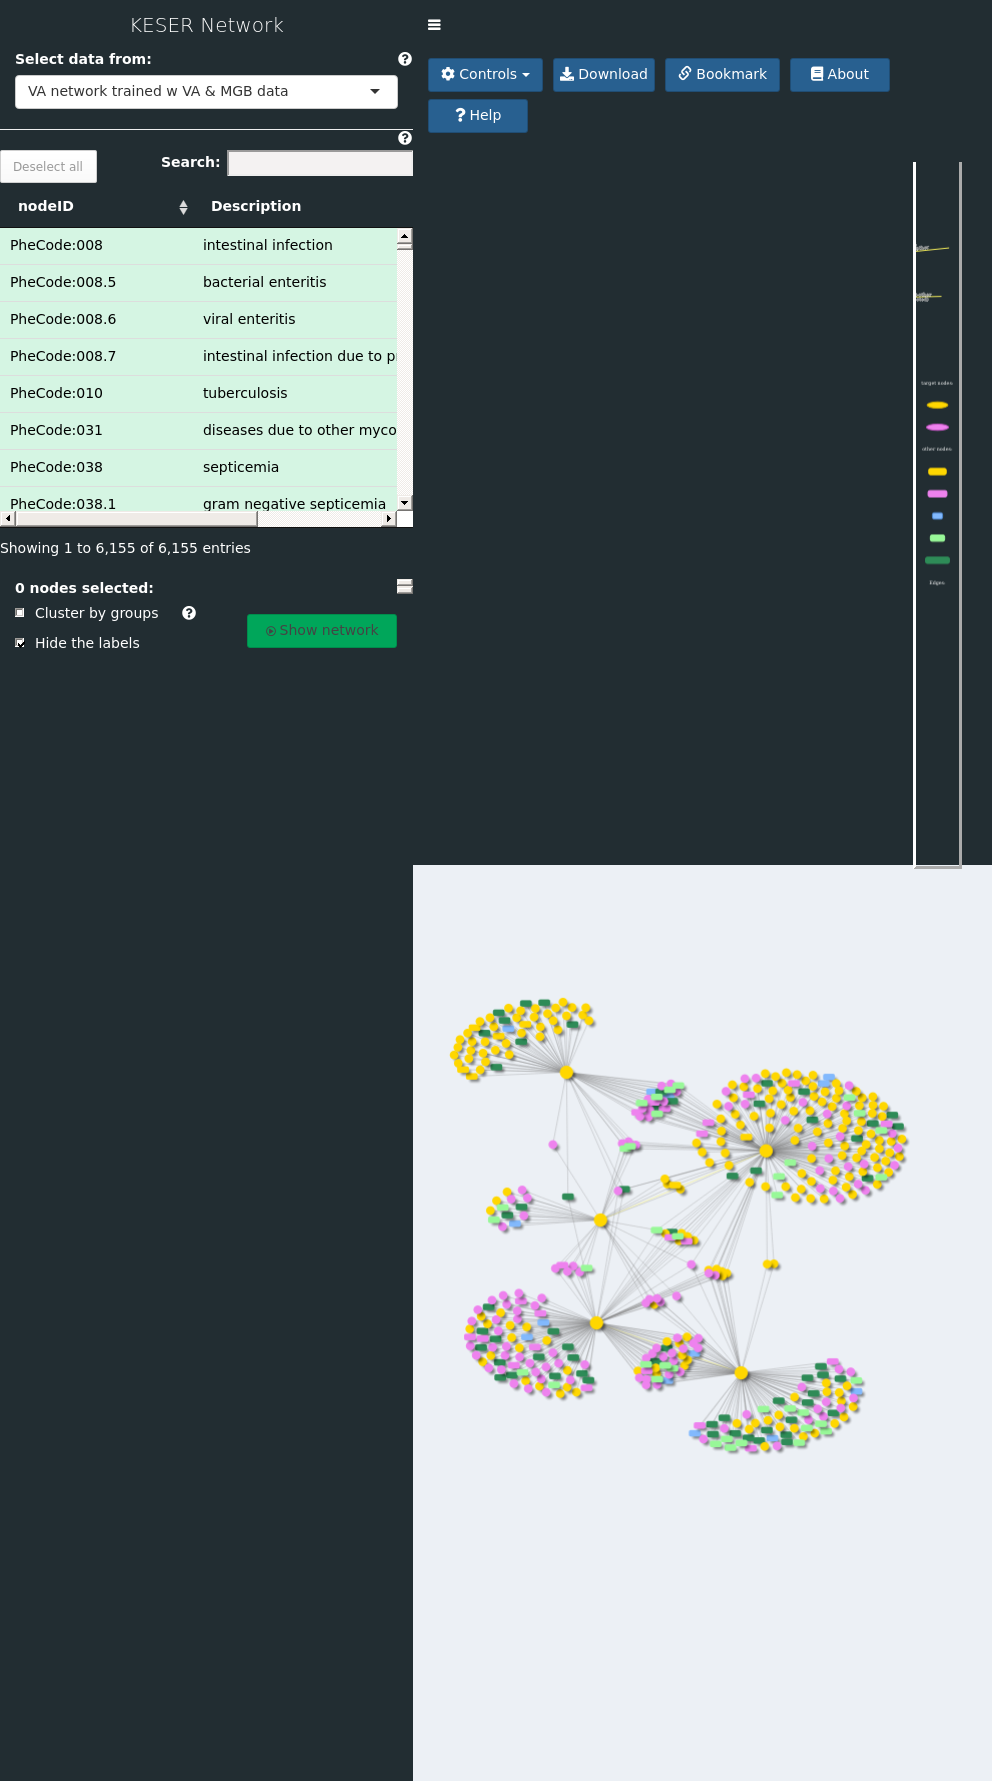 KESER Network
Select data from:
VA network trained w VA & MGB data
Controls
Download
Bookmark
About
Help
Deselect all
Search:
nodeID
Description
PheCode:008
intestinal infection
PheCode:008.5
bacterial enteritis
PheCode:008.6
viral enteritis
PheCode:008.7
intestinal infection due to p
PheCode:010
tuberculosis
PheCode:031
diseases due to other myco
PheCode:038
septicemia
PheCode:038.1
gram negative septicemia
Showing 1 to 6,155 of 6,155 entries
0 nodes selected:
Cluster by groups
Hide the labels
Show network
target nodes
other nodes
Edges